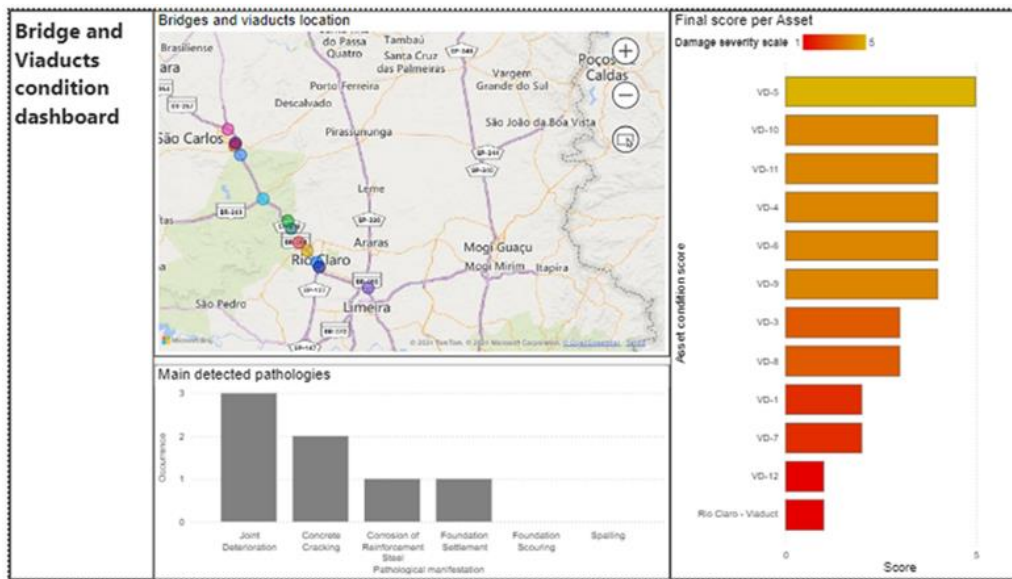 Bridge and
Viaducts
condition
dashboard
Bridges and viaducts location
Brasiliense
do Passa
Quatro
Tambaú
Santa Cruz
das Palmeiras
Poços
Caldas
Vargem
Grande do Sul
Porto Ferreira
Descalvado
São João da Boa Vista
Pirassununga
São Carlos
Leme
Araras
Rio Claro
Mogi Guaçu
Mogi Mirim
Itapira
São Pedro
Limeira
Main detected pathologies
Occurrence
3
2
1
0
Joint
Deterioration
Concrete
Cracking
Corrosion of
Reinforcement
Steel
Foundation
Settlement
Foundation
Scouring
Spalling
Pathological manifestation
Final score per Asset
Damage severity scale 1 5
Asset condition score
VD-5
VD-10
VD-11
VD-4
VD-6
VD-9
VD-3
VD-8
VD-1
VD-7
VD-12
Rio Claro - Viaduct
0 5
Score